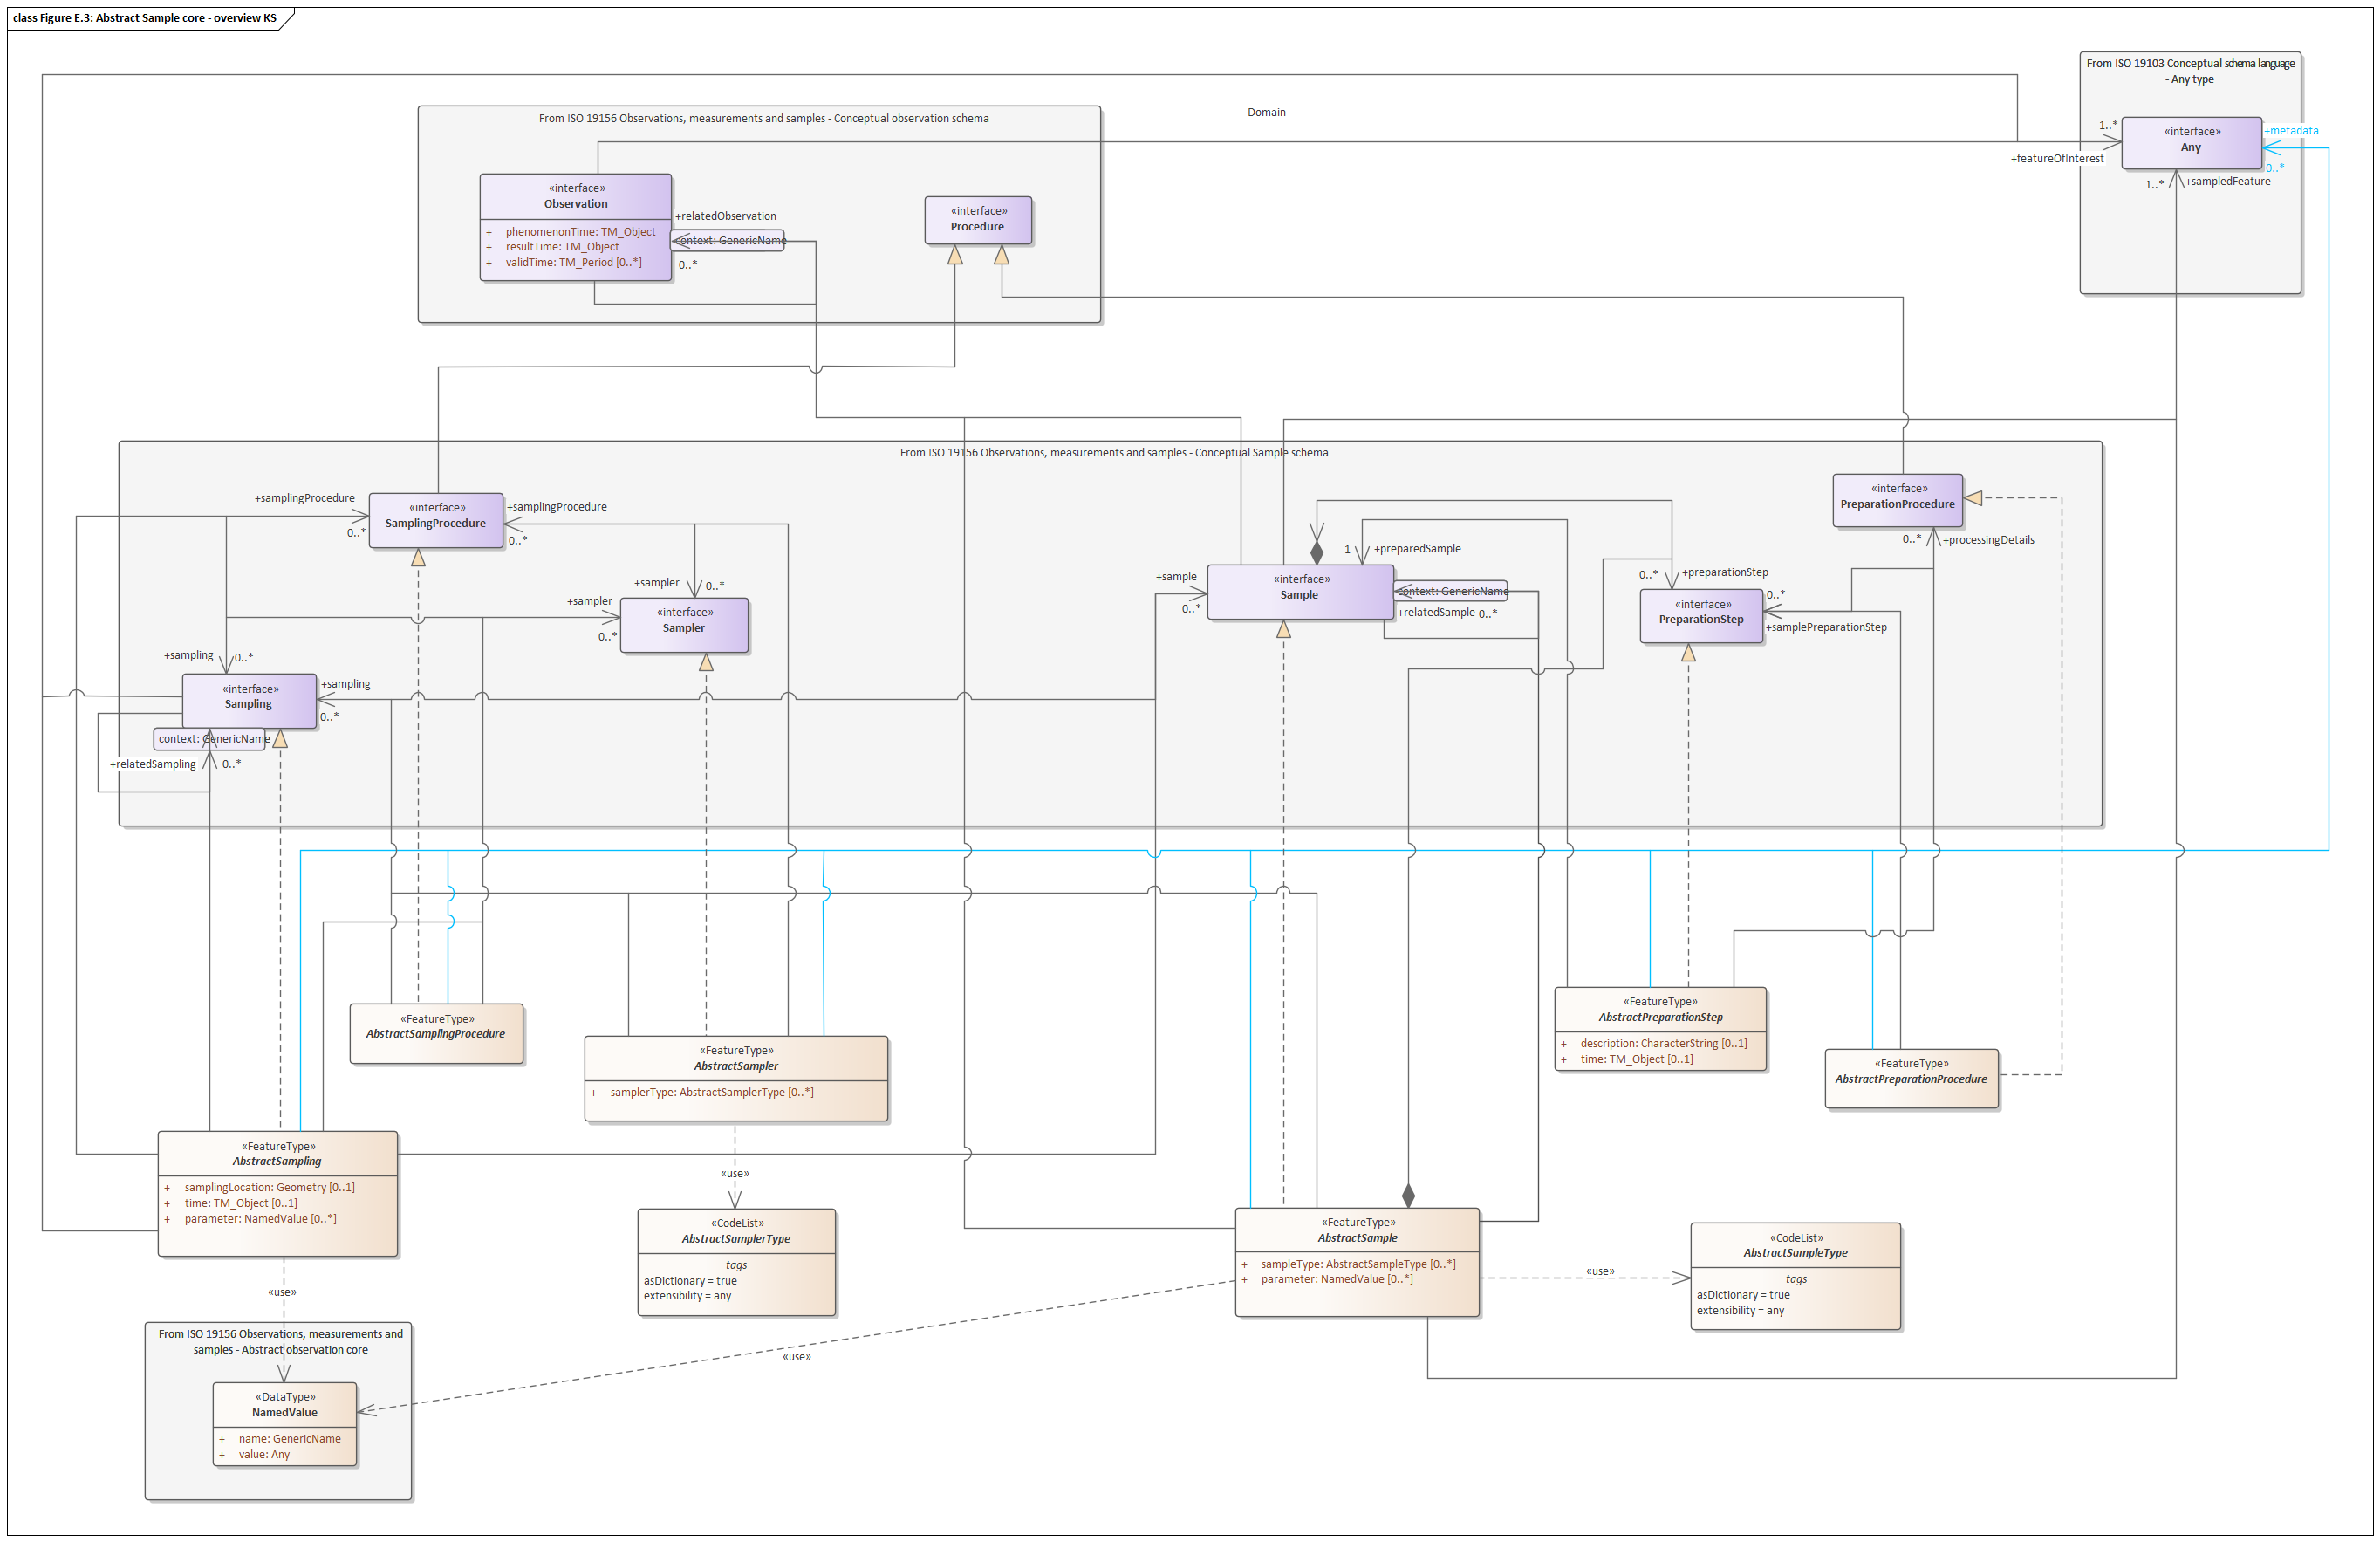 class Figure E.3: Abstract Sample core - overview KS
From ISO 19103 Conceptual schema language
- Any type
Domain
From ISO 19156 Observations, measurements and samples - Conceptual observation schema
«interface»
Any
1..*
+featureOfInterest
+metadata
0..*
1..*
+sampledFeature
«interface»
Observation
+ phenomenonTime: TM_Object
+ resultTime: TM_Object
+ validTime: TM_Period [0..*]
+relatedObservation
context: GenericName
0..*
«interface»
Procedure
From ISO 19156 Observations, measurements and samples - Conceptual Sample schema
+samplingProcedure
0..*
«interface»
SamplingProcedure
+samplingProcedure
0..*
+sampler
0..*
+sampler
0..*
«interface»
Sampler
+sampling
0..*
«interface»
Sampling
+sampling
0..*
context: GenericName
+relatedSampling
0..*
+sample
0..*
«interface»
Sample
1
+preparedSample
context: GenericName
+relatedSample
0..*
0..*
+preparationStep
«interface»
PreparationStep
0..*
+samplePreparationStep
«interface»
PreparationProcedure
0..*
+processingDetails
«FeatureType»
AbstractSamplingProcedure
«FeatureType»
AbstractSampler
+ samplerType: AbstractSamplerType [0..*]
«FeatureType»
AbstractPreparationStep
+ description: CharacterString [0..1]
+ time: TM_Object [0..1]
«FeatureType»
AbstractPreparationProcedure
«FeatureType»
AbstractSampling
+ samplingLocation: Geometry [0..1]
+ time: TM_Object [0..1]
+ parameter: NamedValue [0..*]
«use»
«CodeList»
AbstractSamplerType
tags
asDictionary = true
extensibility = any
«FeatureType»
AbstractSample
+ sampleType: AbstractSampleType [0..*]
+ parameter: NamedValue [0..*]
«use»
«CodeList»
AbstractSampleType
tags
asDictionary = true
extensibility = any
«use»
«use»
From ISO 19156 Observations, measurements and
samples - Abstract observation core
«DataType»
NamedValue
+ name: GenericName
+ value: Any